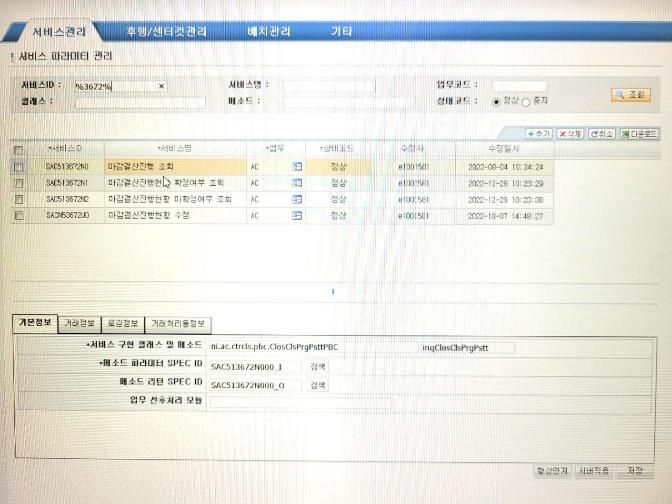 서비스관리 후행/센터컷관리 배치관리 기타
서비스 파라미터 관리
서비스ID : %3672% × 서비스명 : 업무코드 :
클래스 : 메소드 : 상태코드 : 정상 중지 조회
+ 추가 × 삭제 취소 다운로드
*서비스ID *서비스명 *업무 *상태코드 수정자 수정일시
SAC513672N0 마감결산진행 조회 AC 정상 e1001581 2022-08-04 10:34:24
SAC513672N1 마감결산진행현황 확정여부 조회 AC 정상 e1001581 2022-12-28 10:23:29
SAC513672N2 마감결산진행현황 미확정여부 조회 AC 정상 e1001581 2022-12-29 10:23:38
SACN53672U0 마감결산진행현황 수정 AC 정상 e1001581 2022-10-07 14:48:27
1
기본정보 거래정보 로깅정보 거래처리용정보
*서비스 구현 클래스 및 메소드 ni.ac.ctrcls.pbc.ClosClsPrgPsttPBC inqClosClsPrgPstt
*메소드 파라미터 SPEC ID SAC513672N000_I 검색
메소드 리턴 SPEC ID SAC513672N000_O 검색
업무 선후처리 모듈
형상연계 서버적용 저장